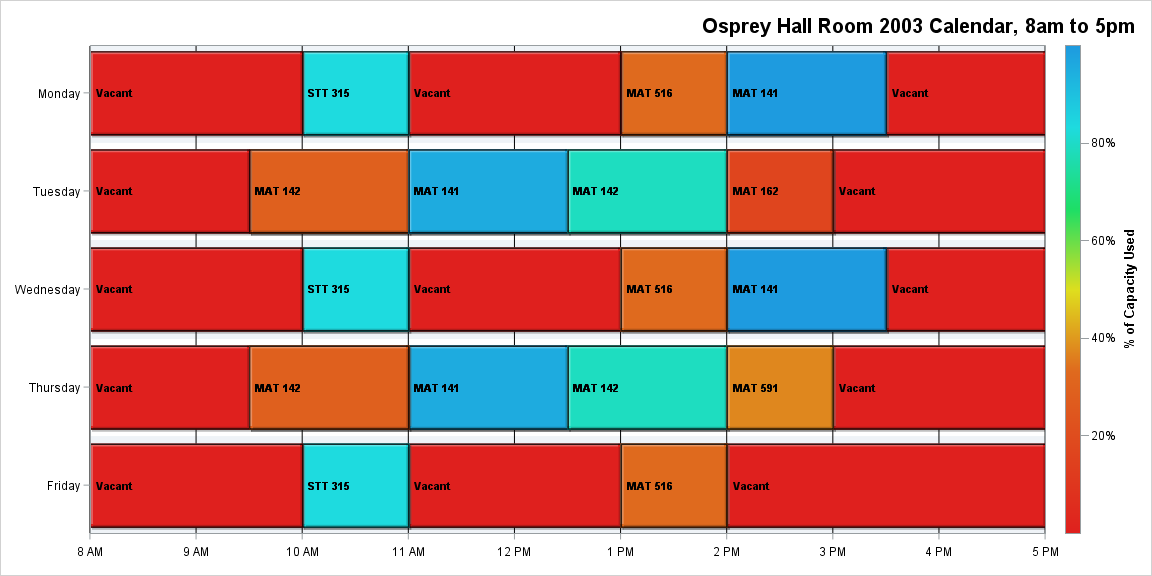 Osprey Hall Room 2003 Calendar, 8am to 5pm
Monday
Vacant
STT 315
Vacant
MAT 516
MAT 141
Vacant
Tuesday
Vacant
MAT 142
MAT 141
MAT 142
MAT 162
Vacant
Wednesday
Vacant
STT 315
Vacant
MAT 516
MAT 141
Vacant
Thursday
Vacant
MAT 142
MAT 141
MAT 142
MAT 591
Vacant
Friday
Vacant
STT 315
Vacant
MAT 516
Vacant
8 AM
9 AM
10 AM
11 AM
12 PM
1 PM
2 PM
3 PM
4 PM
5 PM
80%
60%
40%
20%
% of Capacity Used